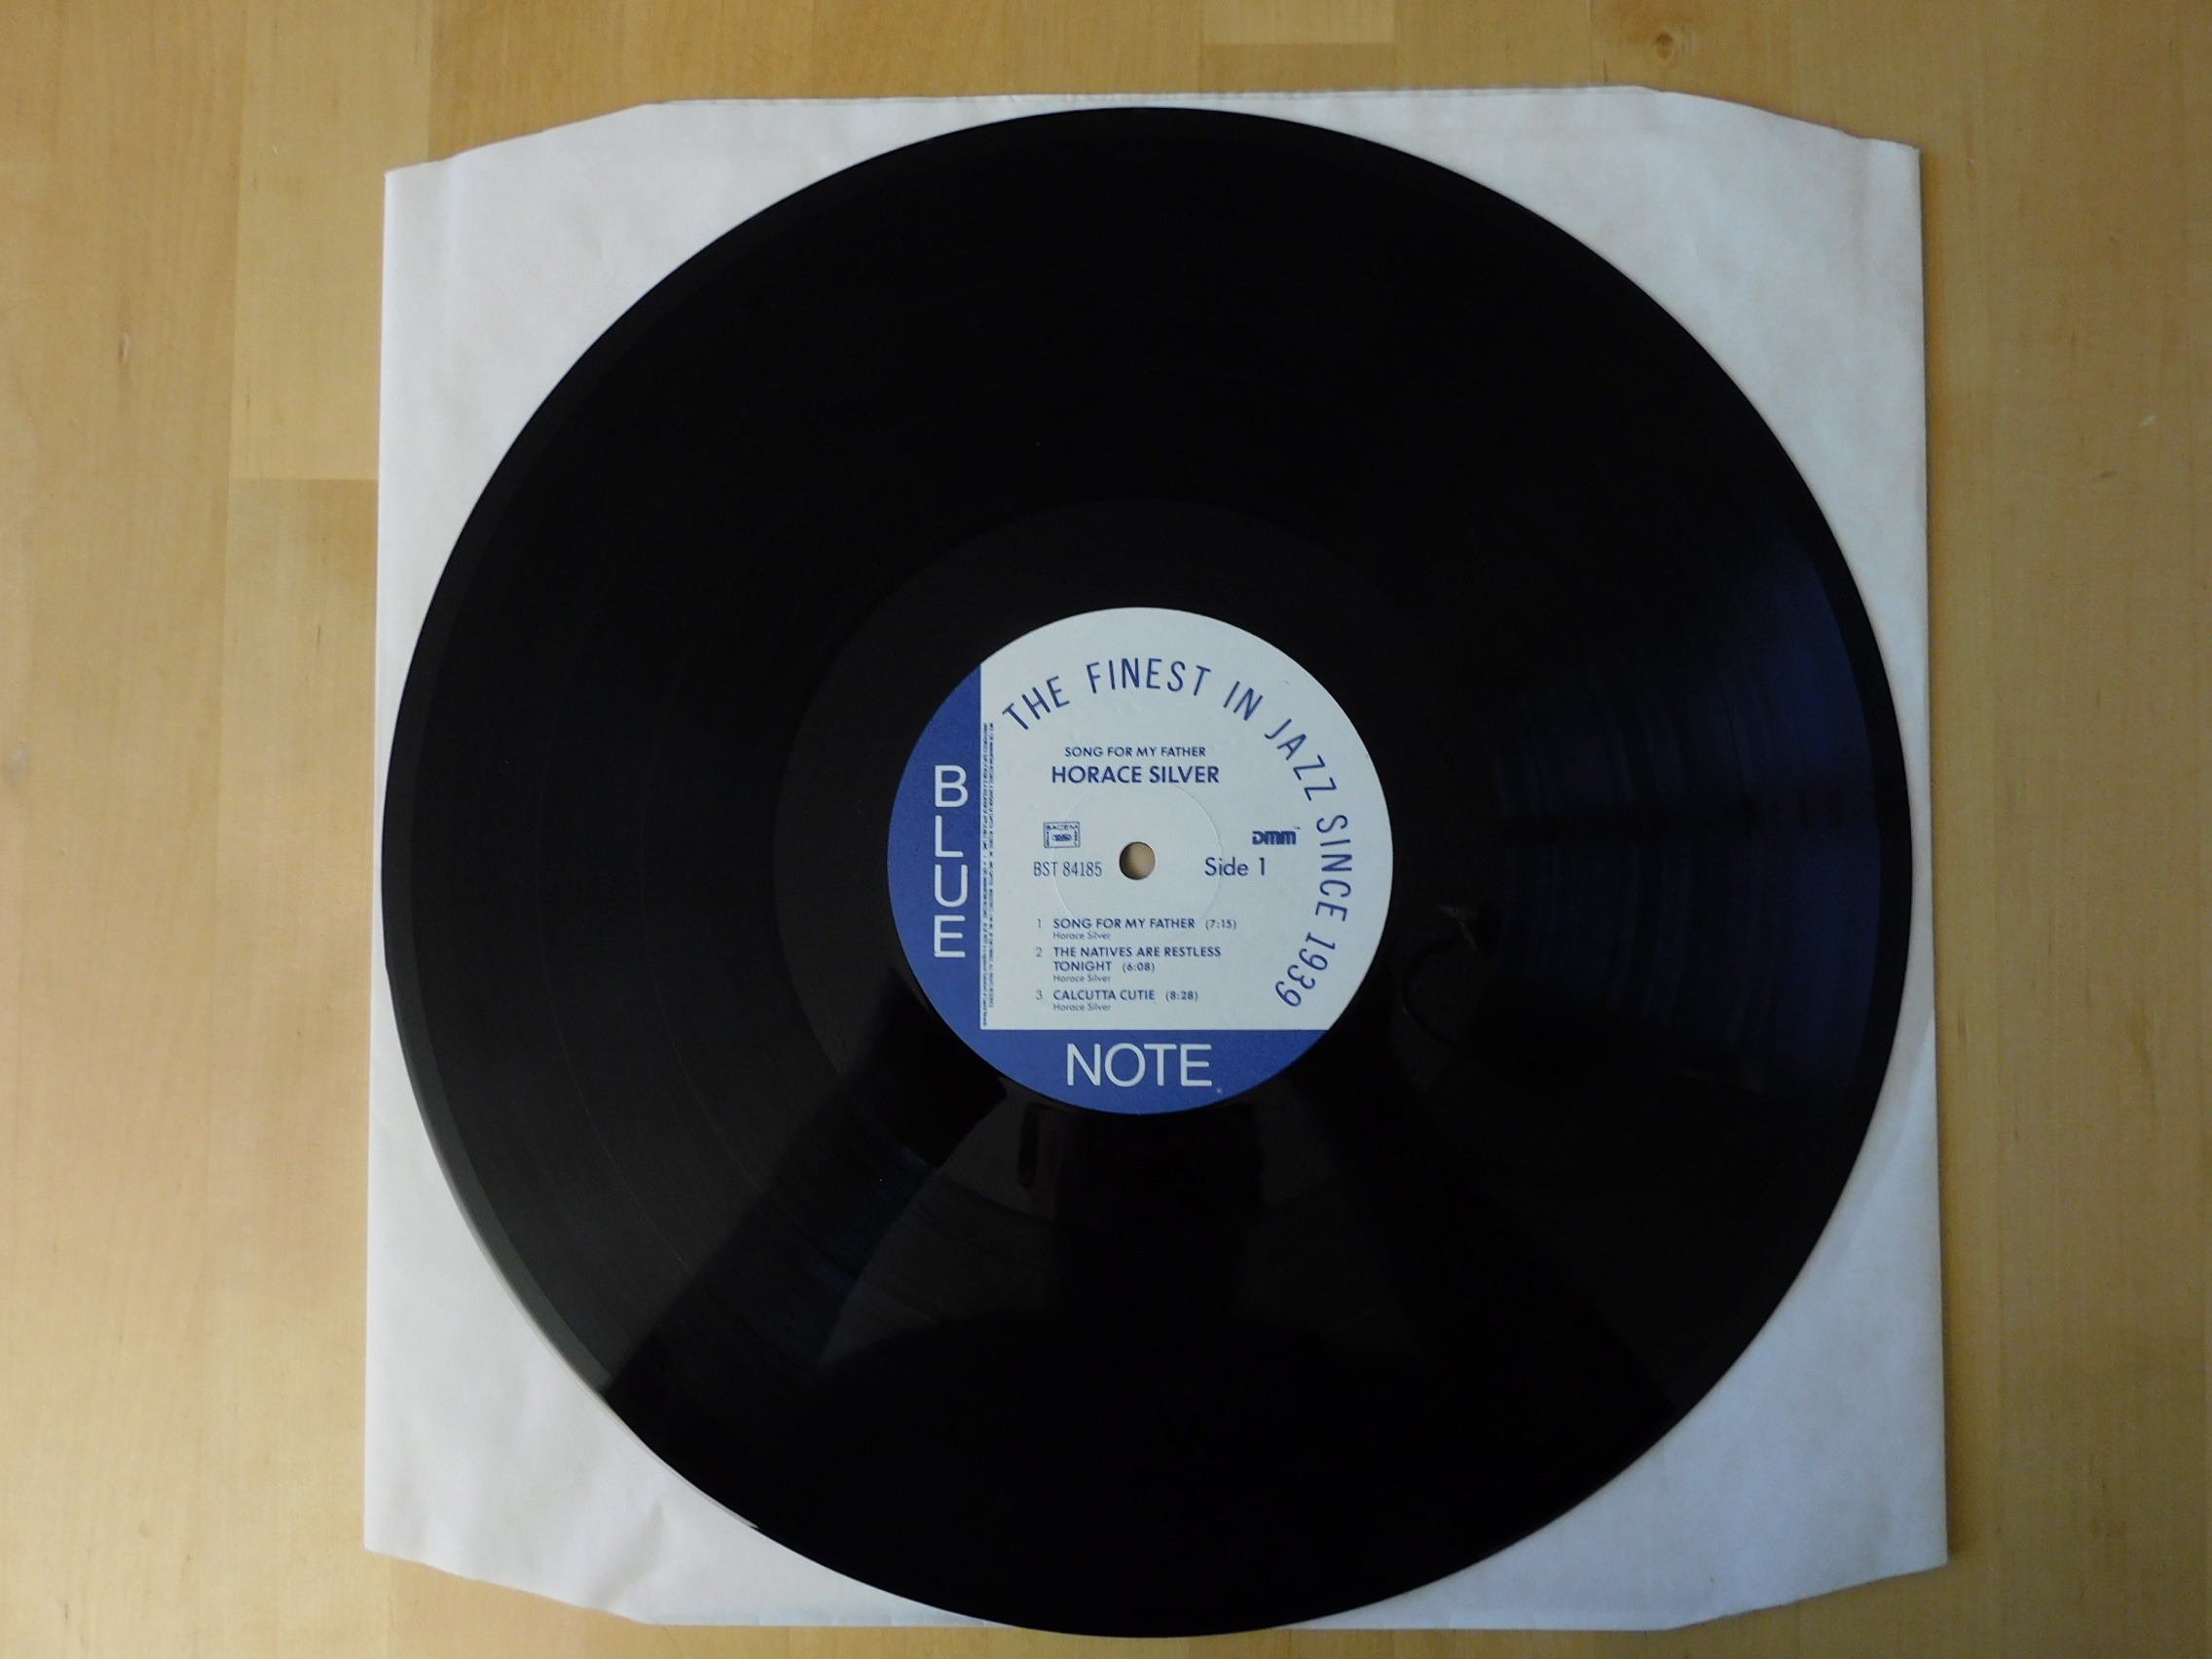 THE FINEST IN JAZZ SINCE 1939
SONG FOR MY FATHER
HORACE SILVER
SACEM
DMM
BST 84185
Side 1
1 SONG FOR MY FATHER (7:15)
Horace Silver
2 THE NATIVES ARE RESTLESS
TONIGHT (6:08)
Horace Silver
3 CALCUTTA CUTIE (8:28)
Horace Silver
BLUE
NOTE